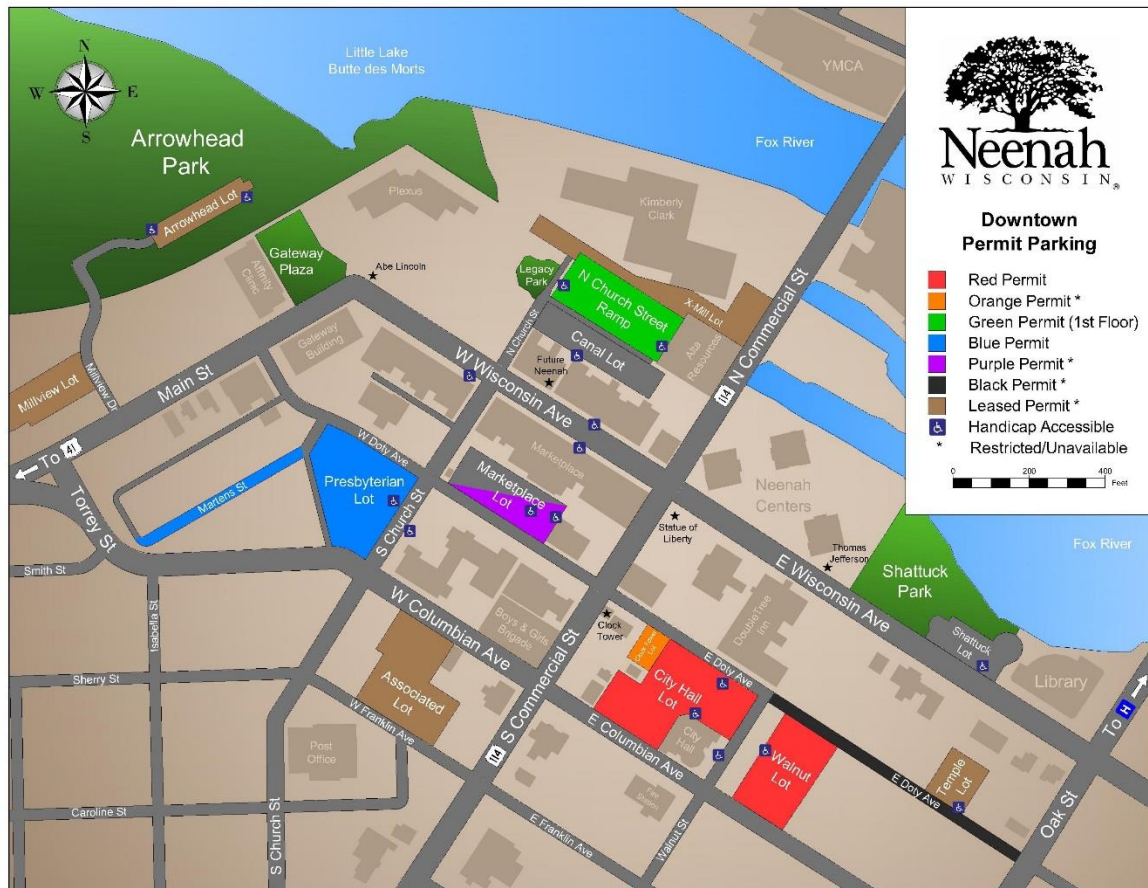 N
W
E
S
Little Lake
Butte des Morts
YMCA
Fox River
Arrowhead
Park
Arrowhead Lot
Plexus
Kimberly
Clark
Gateway
Plaza
Affinity
Clinic
Abe Lincoln
Legacy
Park
N Church Street
Ramp
X-Mill Lot
Canal Lot
N Church St
Alta
Resources
N Commercial St
114
Gateway
Building
Future
Neenah
W Wisconsin Ave
Millview Lot
Millview Dr
Main St
To 41
Torrey St
Martens St
W Doty Ave
Presbyterian
Lot
S Church St
Marketplace
Marketplace
Lot
Neenah
Centers
Statue of
Liberty
Thomas
Jefferson
E Wisconsin Ave
Shattuck
Park
Fox River
Shattuck
Lot
Library
To H
Smith St
Isabella St
W Columbian Ave
Boys & Girls
Brigade
Clock
Tower
Clock Tower
Lot
E Doty Ave
DoubleTree
Inn
City Hall
Lot
City
Hall
S Commercial St
114
Sherry St
Associated
Lot
W Franklin Ave
Post
Office
Caroline St
S Church St
E Columbian Ave
Walnut
Lot
Fire
Station
Walnut St
E Franklin Ave
E Doty Ave
Temple
Lot
Oak St
Neenah
WISCONSIN®
Downtown
Permit Parking
Red Permit
Orange Permit *
Green Permit (1st Floor)
Blue Permit
Purple Permit *
Black Permit *
Leased Permit *
Handicap Accessible
* Restricted/Unavailable
0 200 400
Feet